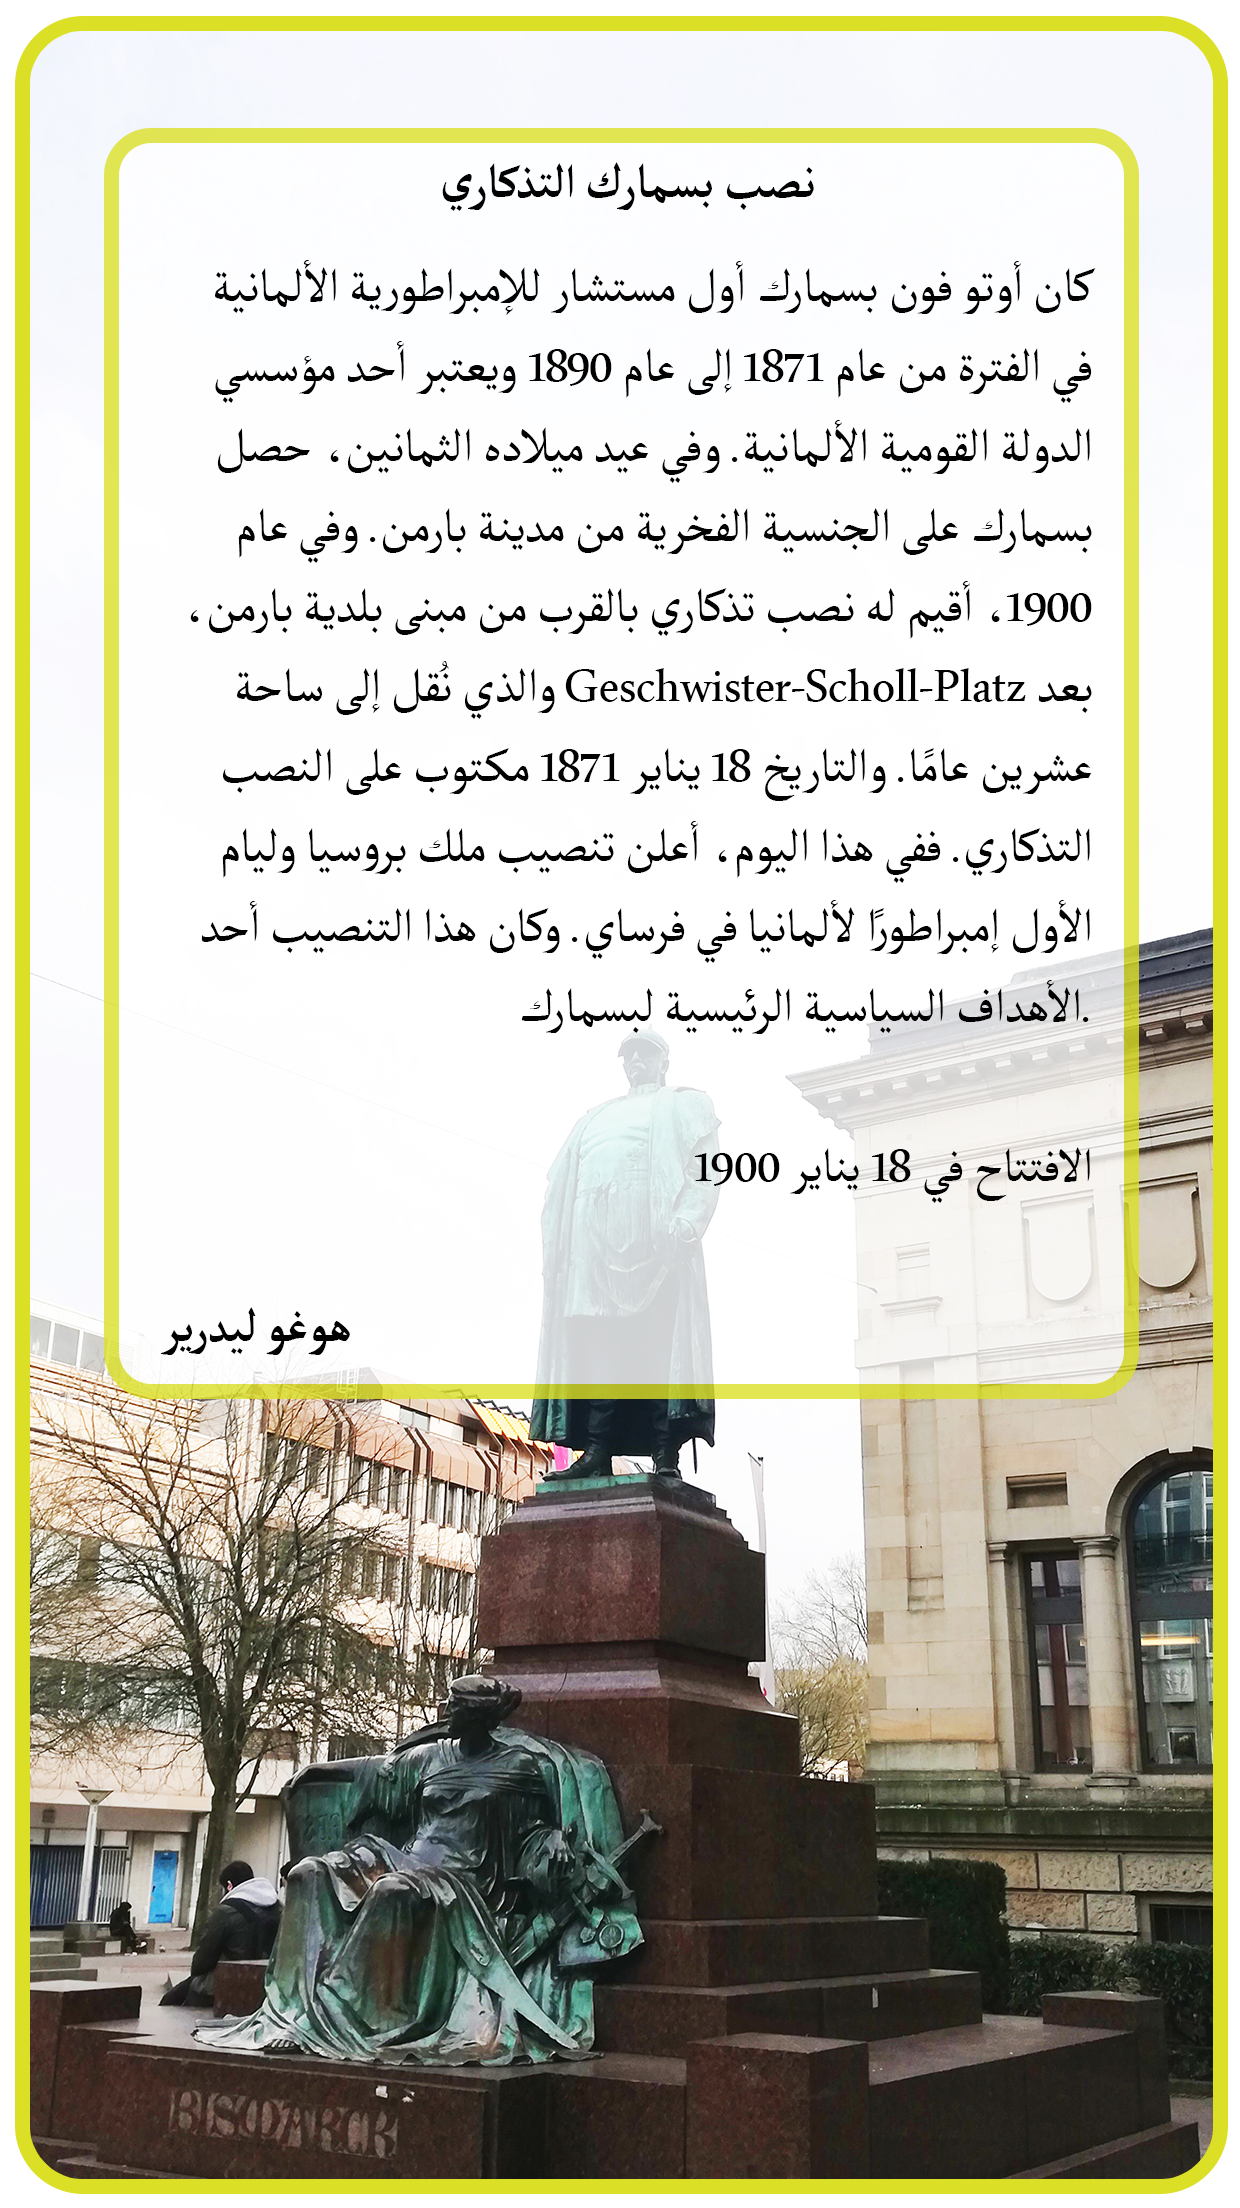 نصب بسمارك التذكاري
كان أوتو فون بسمارك أول مستشار للإمبراطورية الألمانية
في الفترة من عام 1871 إلى عام 1890 ويعتبر أحد مؤسسي
الدولة القومية الألمانية. وفي عيد ميلاده الثمانين، حصل
بسمارك على الجنسية الفخرية من مدينة بارمن. وفي عام
1900، أقيم له نصب تذكاري بالقرب من مبنى بلدية بارمن،
بعد Geschwister-Scholl-Platz والذي نُقل إلى ساحة
عشرين عامًا. والتاريخ 18 يناير 1871 مكتوب على النصب
التذكاري. ففي هذا اليوم، أعلن تنصيب ملك بروسيا وليام
الأول إمبراطورًا لألمانيا في فرساي. وكان هذا التنصيب أحد
.الأهداف السياسية الرئيسية لبسمارك
الافتتاح في 18 يناير 1900
هوغو ليدرير
BISMARCK